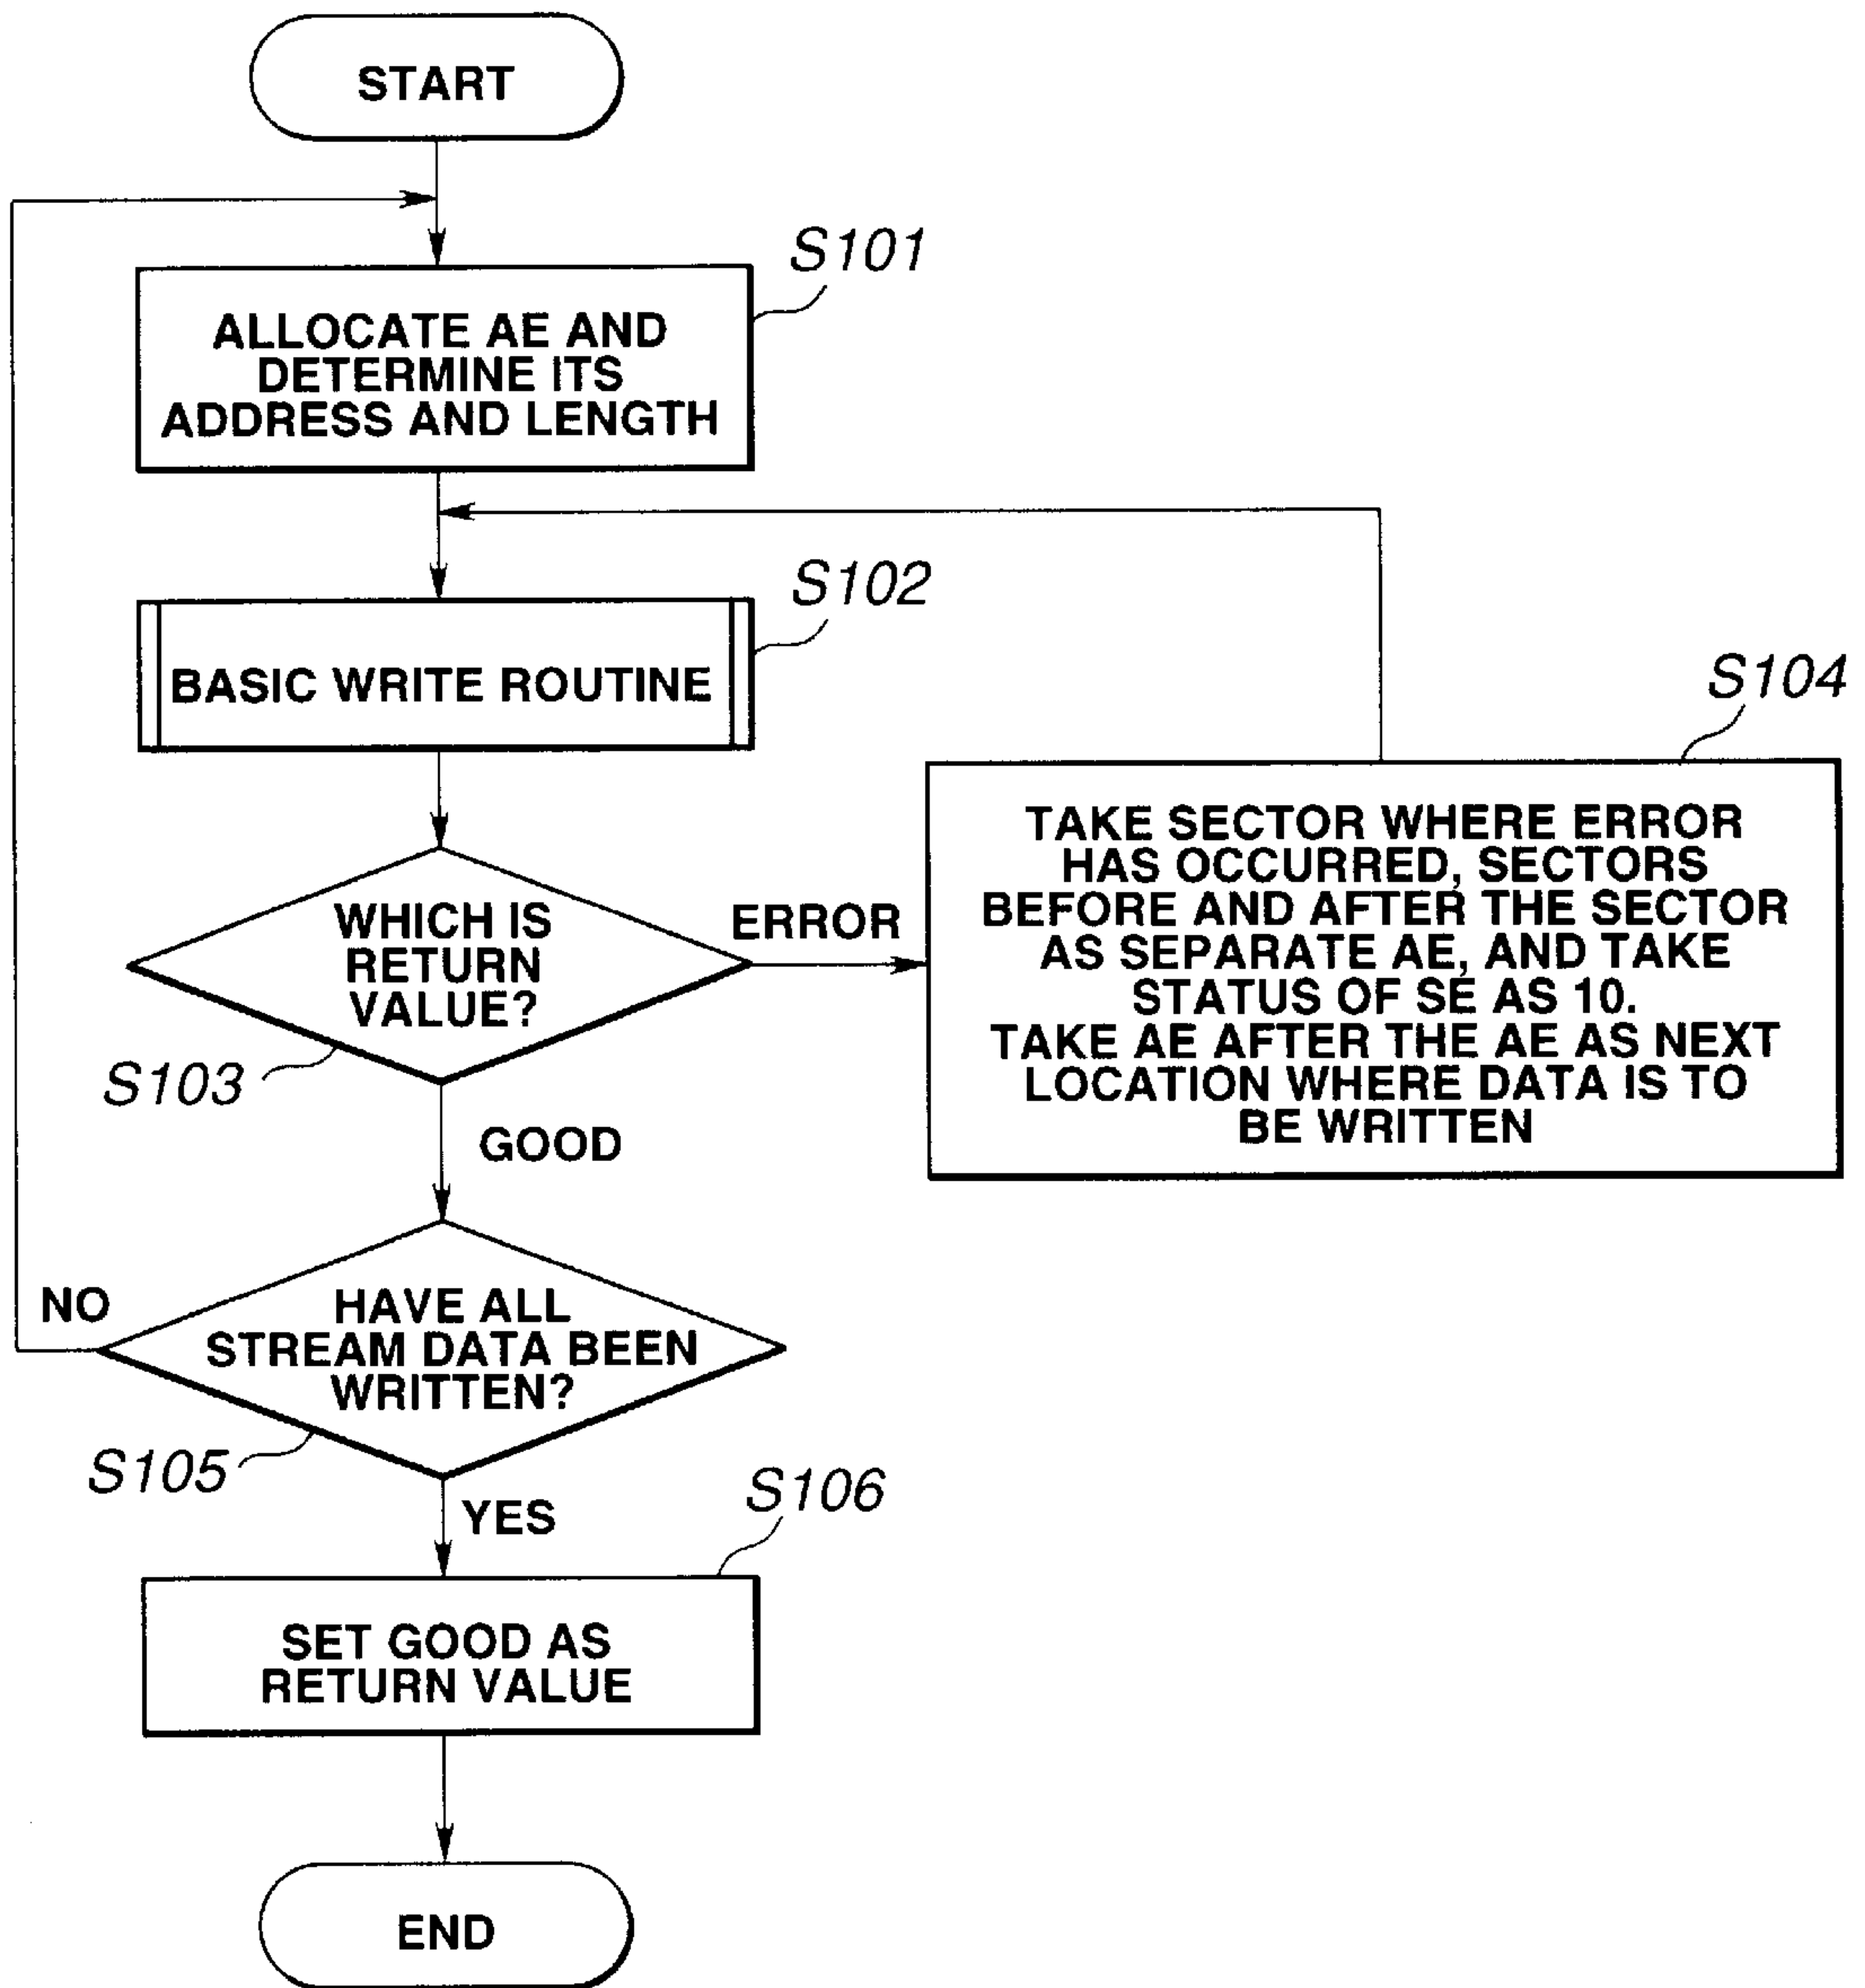 START
S101
ALLOCATE AE AND
DETERMINE ITS
ADDRESS AND LENGTH
S102
BASIC WRITE ROUTINE
S104
TAKE SECTOR WHERE ERROR
HAS OCCURRED, SECTORS
BEFORE AND AFTER THE SECTOR
AS SEPARATE AE, AND TAKE
STATUS OF SE AS 10.
TAKE AE AFTER THE AE AS NEXT
LOCATION WHERE DATA IS TO
BE WRITTEN
WHICH IS
RETURN
VALUE?
ERROR
S103
GOOD
NO
HAVE ALL
STREAM DATA BEEN
WRITTEN?
S105
YES
S106
SET GOOD AS
RETURN VALUE
END